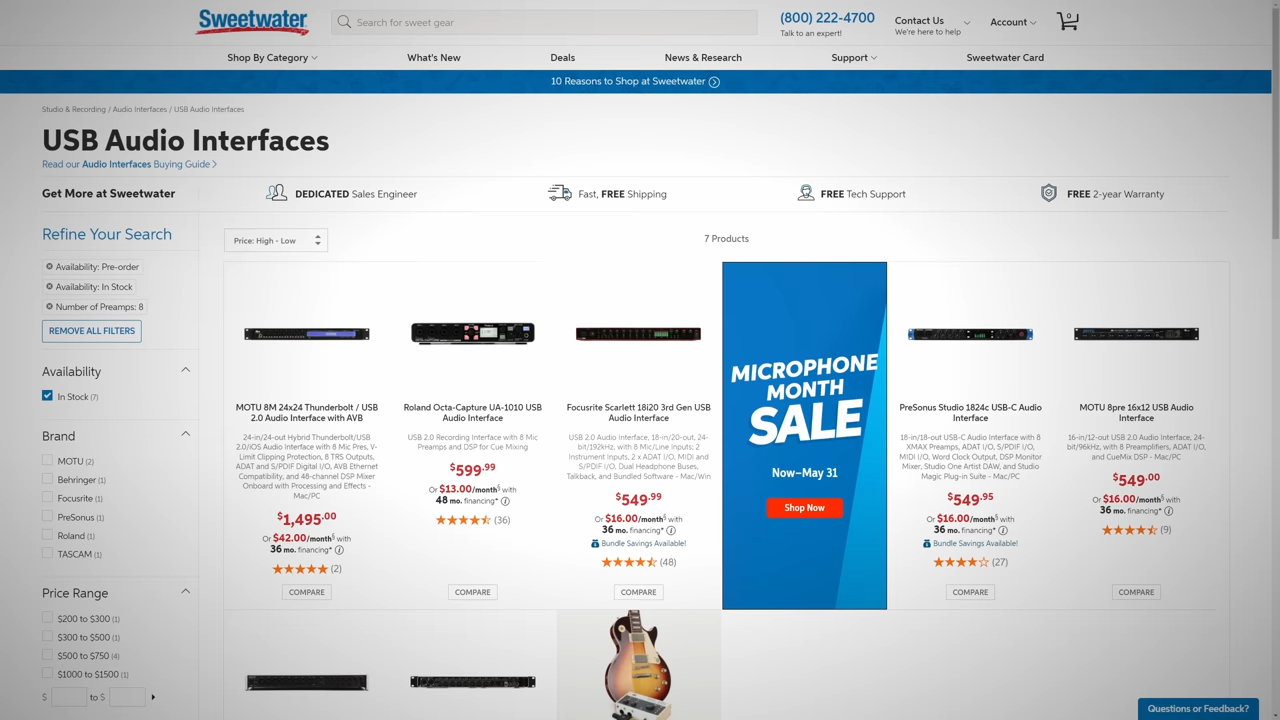 Sweetwater
Search for sweet gear
(800) 222-4700
Talk to an expert!
Contact Us
We're here to help
Account
0
Shop By Category
What's New
Deals
News & Research
Support
Sweetwater Card
10 Reasons to Shop at Sweetwater
Studio & Recording / Audio Interfaces / USB Audio Interfaces
USB Audio Interfaces
Read our Audio Interfaces Buying Guide
Get More at Sweetwater
DEDICATED Sales Engineer
Fast, FREE Shipping
FREE Tech Support
FREE 2-year Warranty
Refine Your Search
Availability: Pre-order
Availability: In Stock
Number of Preamps: 8
REMOVE ALL FILTERS
Availability
In Stock (7)
Brand
MOTU (2)
Behringer (1)
Focusrite (1)
PreSonus (1)
Roland (1)
TASCAM (1)
Price Range
$200 to $300 (1)
$300 to $500 (1)
$500 to $750 (4)
$1000 to $1500 (1)
$ to $
Price: High - Low
7 Products
MOTU 8M 24x24 Thunderbolt / USB
2.0 Audio Interface with AVB
24-in/24-out Hybrid Thunderbolt/USB
2.0/iOS Audio Interface with 8 Mic Pres, V-
Limit Clipping Protection, 8 TRS Outputs,
ADAT and S/PDIF Digital I/O, AVB Ethernet
Compatibility, and 48-channel DSP Mixer
Onboard with Processing and Effects -
Mac/PC
$1,495.00
Or $42.00/month§ with
36 mo. financing*
(2)
COMPARE
Roland Octa-Capture UA-1010 USB
Audio Interface
USB 2.0 Recording Interface with 8 Mic
Preamps and DSP for Cue Mixing
$599.99
Or $13.00/month§ with
48 mo. financing*
(36)
COMPARE
Focusrite Scarlett 18i20 3rd Gen USB
Audio Interface
USB 2.0 Audio Interface, 18-in/20-out, 24-
bit/192kHz, with 8 Mic/Line Inputs; 2
Instrument Inputs, 2 x ADAT I/O, MIDI and
S/PDIF I/O, Dual Headphone Buses,
Talkback, and Bundled Software - Mac/Win
$549.99
Or $16.00/month§ with
36 mo. financing*
Bundle Savings Available!
(48)
COMPARE
MICROPHONE
MONTH
SALE
Now–May 31
Shop Now
PreSonus Studio 1824c USB-C Audio
Interface
18-in/18-out USB-C Audio Interface with 8
XMAX Preamps, ADAT I/O, S/PDIF I/O,
MIDI I/O, Word Clock Output, DSP Monitor
Mixer, Studio One Artist DAW, and Studio
Magic Plug-in Suite - Mac/PC
$549.95
Or $16.00/month§ with
36 mo. financing*
Bundle Savings Available!
(27)
COMPARE
MOTU 8pre 16x12 USB Audio
Interface
16-in/12-out USB 2.0 Audio Interface, 24-
bit/96kHz, with 8 Preamplifiers, ADAT I/O,
and CueMix DSP - Mac/PC
$549.00
Or $16.00/month§ with
36 mo. financing*
(9)
COMPARE
Questions or Feedback?